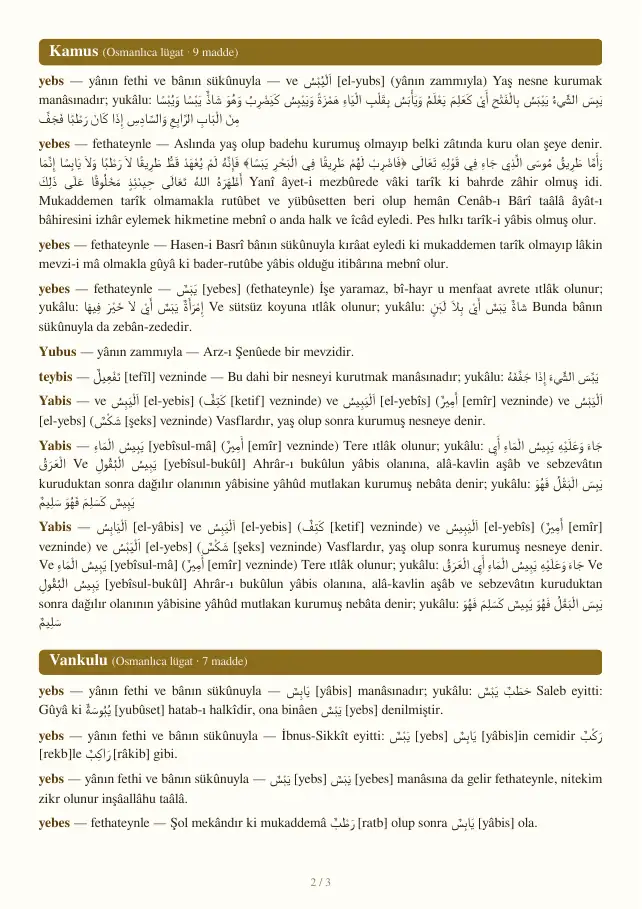 Kamus (Osmanlıca lügat · 9 madde)
yebs — yânın fethi ve bânın sükûnuyla — ve اَلْيُبْسُ [el-yubs] (yânın zammıyla) Yaş nesne kurumak
manâsınadır; yukâlu: يَبِسَ الشَّيْءُ يَيْبَسُ بِالْفَتْحِ أَيْ كَعَلِمَ يَعْلَمُ وَيَأْبَسُ بِقَلْبِ الْيَاءِ هَمْزَةً وَيَيْبِسُ كَيَضْرِبُ وَهُوَ شَاذٌّ يَبْسًا وَيُبْسًا
مِنَ الْبَابِ الرَّابِعِ وَالسَّادِسِ إِذَا كَانَ رَطْبًا فَجَفَّ
yebes — fethateynle — Aslında yaş olup badehu kurumuş olmayıp belki zâtında kuru olan şeye denir.
وَأَمَّا طَرِيقُ مُوسَى الَّذِي جَاءَ فِي قَوْلِهِ تَعَالَى ﴿فَاضْرِبْ لَهُمْ طَرِيقًا فِي الْبَحْرِ يَبَسًا﴾ فَإِنَّهُ لَمْ يُعْهَدْ قَطُّ طَرِيقًا لاَ رَطْبًا وَلاَ يَابِسًا إِنَّمَا
أَظْهَرَهُ اللهُ تَعَالَى حِينَئِذٍ مَخْلُوقًا عَلَى ذَلِكَ Yanî âyet-i mezbûrede vâki tarîk ki bahrde zâhir olmuş idi.
Mukaddemen tarîk olmamakla rutûbet ve yübûsetten beri olup hemân Cenâb-ı Bârî taâlâ âyât-ı
bâhiresini izhâr eylemek hikmetine mebnî o anda halk ve îcâd eyledi. Pes hılkı tarîk-i yâbis olmuş olur.
yebes — fethateynle — Hasen-i Basrî bânın sükûnuyla kırâat eyledi ki mukaddemen tarîk olmayıp lâkin
mevzi-i mâ olmakla gûyâ ki bader-rutûbe yâbis olduğu itibârına mebnî olur.
yebes — fethateynle — يَبَسٌ [yebes] (fethateynle) İşe yaramaz, bî-hayr u menfaat avrete ıtlâk olunur;
yukâlu: إِمْرَأَةٌ يَبَسٌ أَيْ لاَ خَيْرَ فِيهَا Ve sütsüz koyuna ıtlâk olunur; yukâlu: شَاةٌ يَبَسٌ أَيْ بِلاَ لَبَنٍ Bunda bânın
sükûnuyla da zebân-zededir.
Yubus — yânın zammıyla — Arz-ı Şenûede bir mevzidir.
teybis — تَفْعِيلٌ [tefîl] vezninde — Bu dahi bir nesneyi kurutmak manâsınadır; yukâlu: يَبَّسَ الشَّيْءَ إِذَا جَفَّفَهُ
Yabis — ve اَلْيَبِسُ [el-yebis] (كَتِفٌ [ketif] vezninde) ve اَلْيَبِيسُ [el-yebîs] (أَمِيرٌ [emîr] vezninde) ve اَلْيَبْسُ
[el-yebs] (شَكْسٌ [şeks] vezninde) Vasflardır, yaş olup sonra kurumuş nesneye denir.
Yabis — يَبِيسُ الْمَاءِ [yebîsul-mâ] (أَمِيرٌ [emîr] vezninde) Tere ıtlâk olunur; yukâlu: جَاءَ وَعَلَيْهِ يَبِيسُ الْمَاءِ أَيِ
الْعَرَقُ Ve يَبِيسُ الْبُقُولِ [yebîsul-bukûl] Ahrâr-ı bukûlun yâbis olanına, alâ-kavlin aşâb ve sebzevâtın
kuruduktan sonra dağılır olanının yâbisine yâhûd mutlakan kurumuş nebâta denir; yukâlu: يَبِسَ الْبَقْلُ فَهُوَ
يَبِيسٌ كَسَلِمَ فَهُوَ سَلِيمٌ
Yabis — اَلْيَابِسُ [el-yâbis] ve اَلْيَبِسُ [el-yebis] (كَتِفٌ [ketif] vezninde) ve اَلْيَبِيسُ [el-yebîs] (أَمِيرٌ [emîr]
vezninde) ve اَلْيَبْسُ [el-yebs] (شَكْسٌ [şeks] vezninde) Vasflardır, yaş olup sonra kurumuş nesneye denir.
Ve يَبِيسُ الْمَاءِ [yebîsul-mâ] (أَمِيرٌ [emîr] vezninde) Tere ıtlâk olunur; yukâlu: جَاءَ وَعَلَيْهِ يَبِيسُ الْمَاءِ أَيِ الْعَرَقُ Ve
يَبِيسُ الْبُقُولِ [yebîsul-bukûl] Ahrâr-ı bukûlun yâbis olanına, alâ-kavlin aşâb ve sebzevâtın kuruduktan
sonra dağılır olanının yâbisine yâhûd mutlakan kurumuş nebâta denir; yukâlu: يَبِسَ الْبَقْلُ فَهُوَ يَبِيسٌ كَسَلِمَ فَهُوَ
سَلِيمٌ
Vankulu (Osmanlıca lügat · 7 madde)
yebs — yânın fethi ve bânın sükûnuyla — يَابِسٌ [yâbis] manâsınadır; yukâlu: حَطَبٌ يَبْسٌ Saleb eyitti:
Gûyâ ki يُبُوسَةٌ [yubûset] hatab-ı halkîdir, ona binâen يَبْسٌ [yebs] denilmiştir.
yebs — yânın fethi ve bânın sükûnuyla — İbnus-Sikkît eyitti: يَبْسٌ [yebs] يَابِسٌ [yâbis]in cemidir رَكْبٌ
[rekb]le رَاكِبٌ [râkib] gibi.
yebs — yânın fethi ve bânın sükûnuyla — يَبْسٌ [yebs] يَبَسٌ [yebes] manâsına da gelir fethateynle, nitekim
zikr olunur inşâallâhu taâlâ.
yebes — fethateynle — Şol mekândır ki mukaddemâ رَطْبٌ [ratb] olup sonra يَابِسٌ [yâbis] ola.
2 / 3